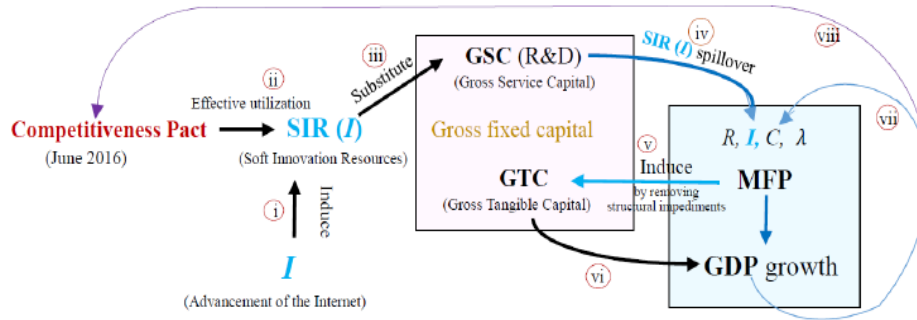 viii
iii
iv
SIR (I) spillover
ii
Substitute
GSC (R&D)
(Gross Service Capital)
Effective utilization
vii
Competitiveness Pact
(June 2016)
SIR (I)
(Soft Innovation Resources)
Gross fixed capital
R, I, C, λ
v
Induce
by removing
structural impediments
MFP
GTC
(Gross Tangible Capital)
i
Induce
vi
GDP growth
I
(Advancement of the Internet)